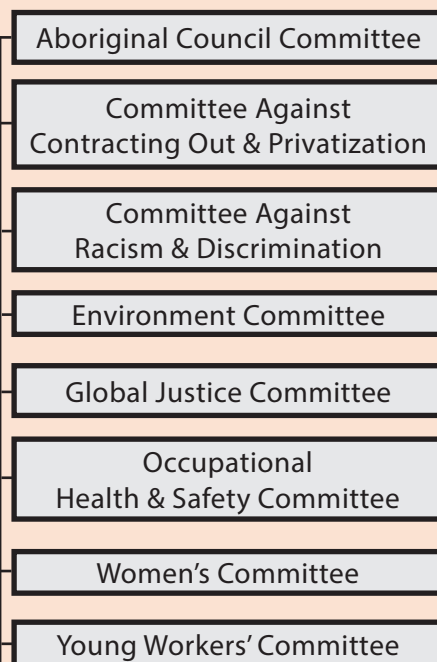 Aboriginal Council Committee
Committee Against
Contracting Out & Privatization
Committee Against
Racism & Discrimination
Environment Committee
Global Justice Committee
Occupational
Health & Safety Committee
Women’s Committee
Young Workers’ Committee